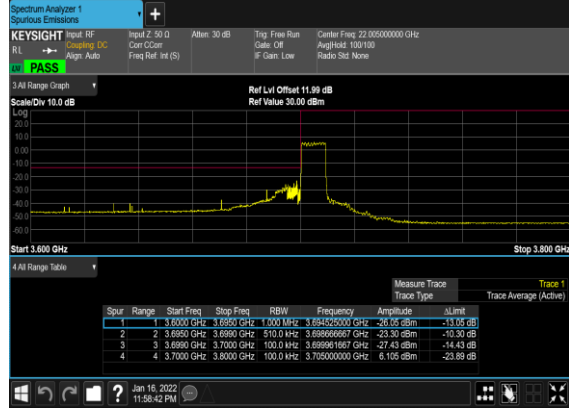 Spectrum Analyzer 1
Spurious Emissions
KEYSIGHT Input: RF Input Z: 50 Ω Atten: 30 dB Trig: Free Run Center Freq: 22.005000000 GHz
RL Coupling: DC Corr CCorr Gate: Off Avg|Hold: 100/100
Align: Auto Freq Ref: Int (S) IF Gain: Low Radio Std: None
LW PASS
3 All Range Graph
Ref Lvl Offset 11.99 dB
Scale/Div 10.0 dB Ref Value 30.00 dBm
Log
20.0
10.0
0.00
-10.0
-20.0
-30.0
-40.0
-50.0
-60.0
Start 3.600 GHz Stop 3.800 GHz
4 All Range Table
Measure Trace Trace 1
Trace Type Trace Average (Active)
Spur Range Start Freq Stop Freq RBW Frequency Amplitude ΔLimit
1 1 3.6000 GHz 3.6950 GHz 1.000 MHz 3.694525000 GHz -26.05 dBm -13.05 dB
2 2 3.6950 GHz 3.6990 GHz 510.0 kHz 3.698666667 GHz -23.30 dBm -10.30 dB
3 3 3.6990 GHz 3.7000 GHz 100.0 kHz 3.699961667 GHz -27.43 dBm -14.43 dB
4 4 3.7000 GHz 3.8000 GHz 100.0 kHz 3.705000000 GHz 6.105 dBm -23.89 dB
Jan 16, 2022
11:58:42 PM